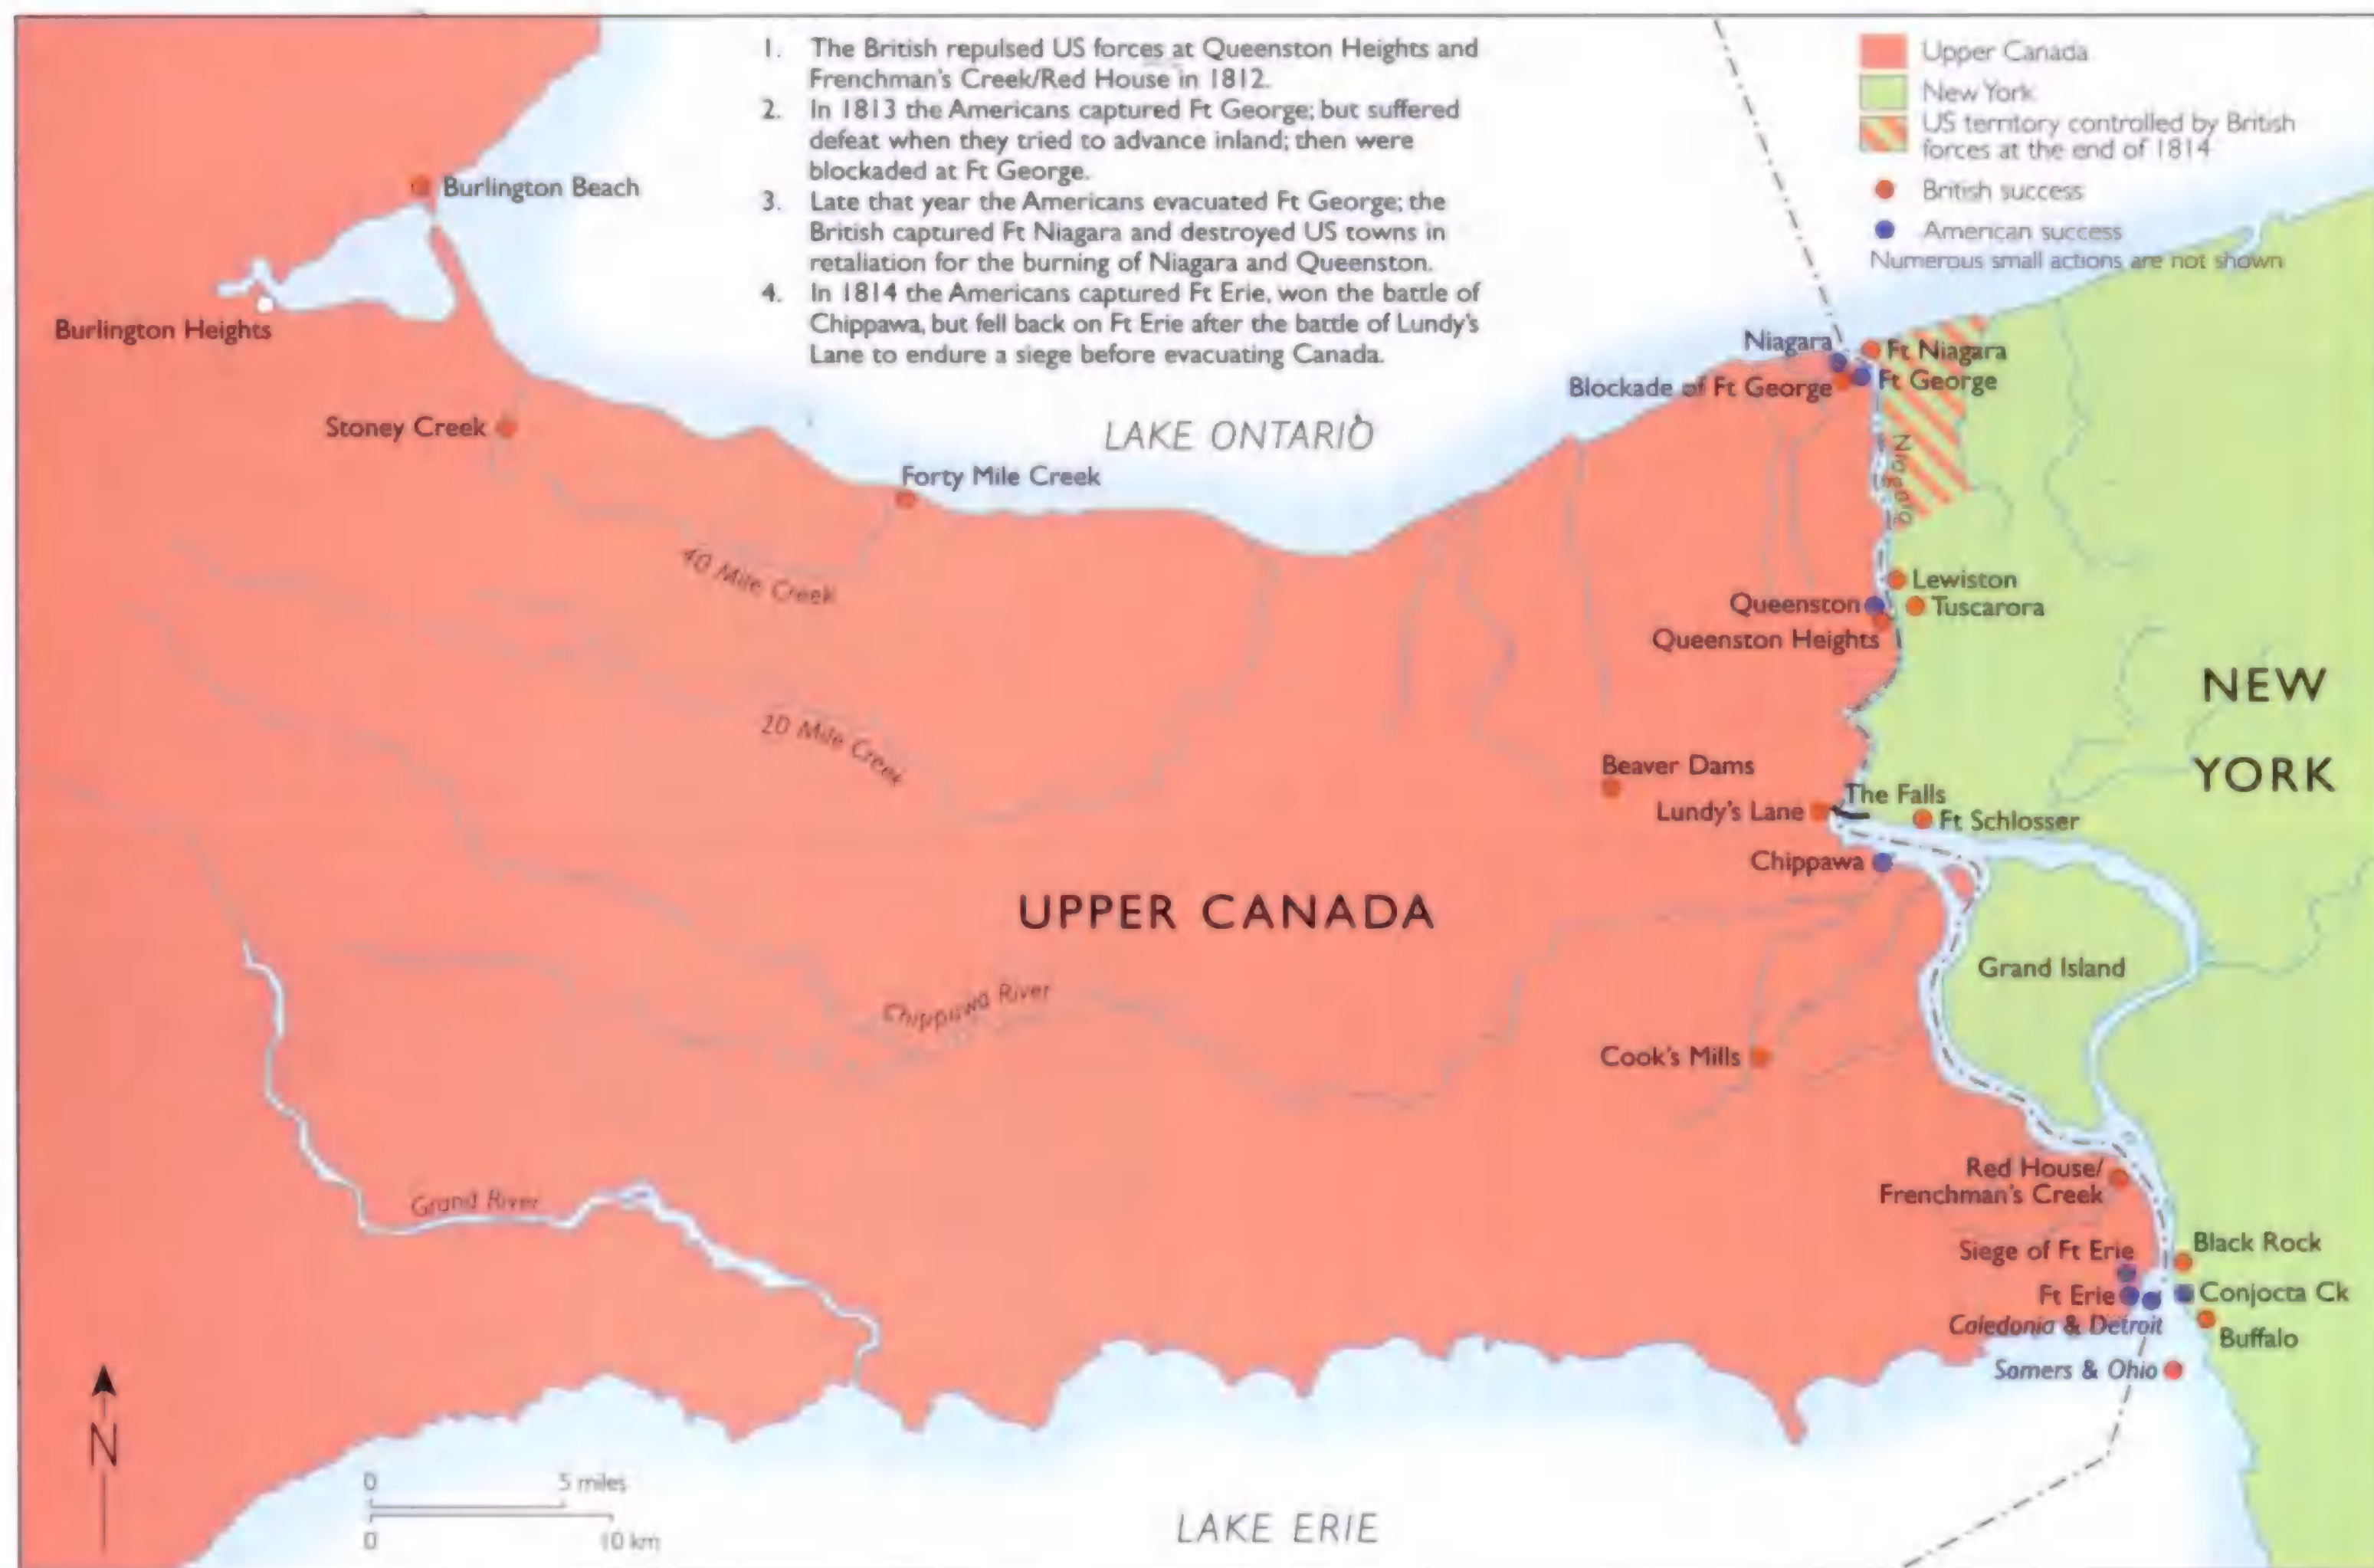 1. The British repulsed US forces at Queenston Heights and
Frenchman's Creek/Red House in 1812.
2. In 1813 the Americans captured Ft George; but suffered
defeat when they tried to advance inland; then were
blockaded at Ft George.
3. Late that year the Americans evacuated Ft George; the
British captured Ft Niagara and destroyed US towns in
retaliation for the burning of Niagara and Queenston.
4. In 1814 the Americans captured Ft Erie, won the battle of
Chippawa, but fell back on Ft Erie after the battle of Lundy's
Lane to endure a siege before evacuating Canada.
Upper Canada
New York
US territory controlled by British
forces at the end of 1814
British success
American success
Numerous small actions are not shown
Burlington Beach
Burlington Heights
Stoney Creek
Forty Mile Creek
LAKE ONTARIO
Niagara
Ft Niagara
Blockade of Ft George
Ft George
Niagara
40 Mile Creek
Lewiston
Queenston
Tuscarora
Queenston Heights
NEW
YORK
20 Mile Creek
Beaver Dams
The Falls
Lundy's Lane
Ft Schlosser
Chippawa
UPPER CANADA
Grand Island
Chippawa River
Cook's Mills
Red House/
Frenchman's Creek
Grand River
Siege of Ft Erie
Black Rock
Ft Erie
Conjocta Ck
Caledonia & Detroit
Buffalo
Somers & Ohio
N
0 5 miles
0 10 km
LAKE ERIE